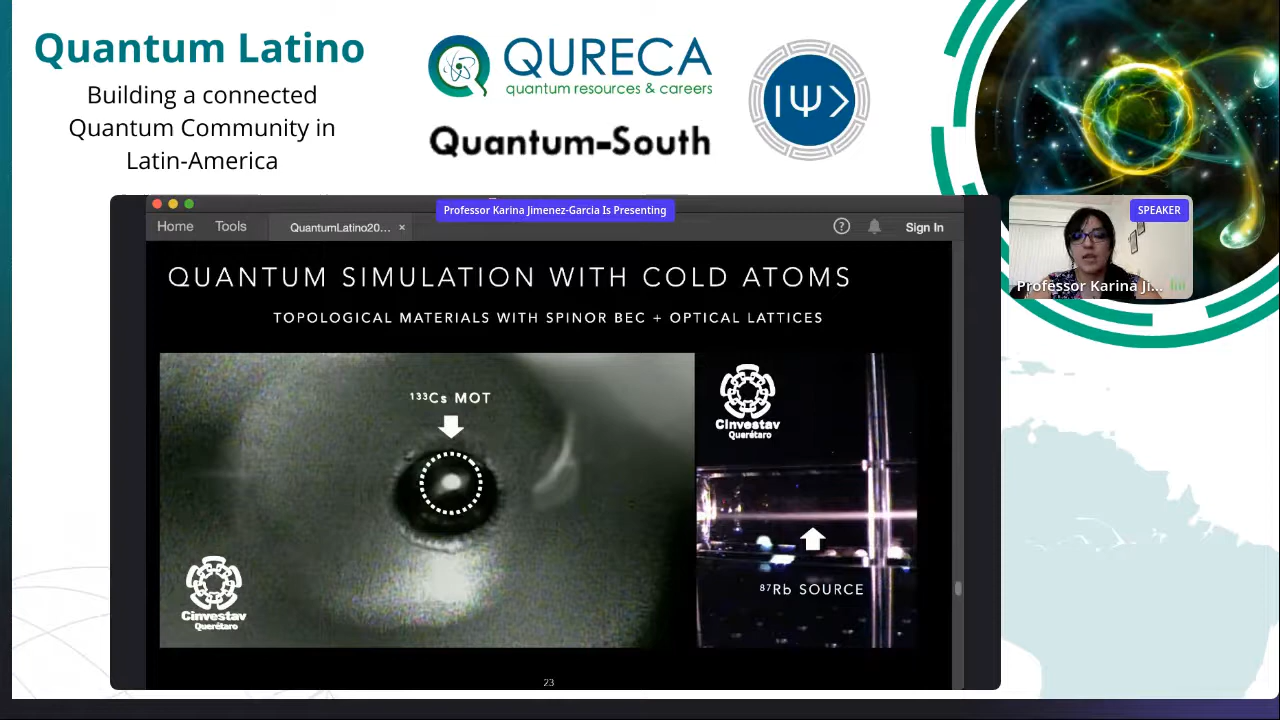 Quantum Latino
Building a connected
Quantum Community in
Latin-America
QURECA
quantum resources & careers
Quantum-South
|Ψ>
Professor Karina Jimenez-Garcia Is Presenting
Home
Tools
QuantumLatino20...
×
?
Sign In
SPEAKER
Professor Karina Ji...
QUANTUM SIMULATION WITH COLD ATOMS
TOPOLOGICAL MATERIALS WITH SPINOR BEC + OPTICAL LATTICES
¹³³Cs MOT
Cinvestav
Querétaro
Cinvestav
Querétaro
⁸⁷Rb SOURCE
23